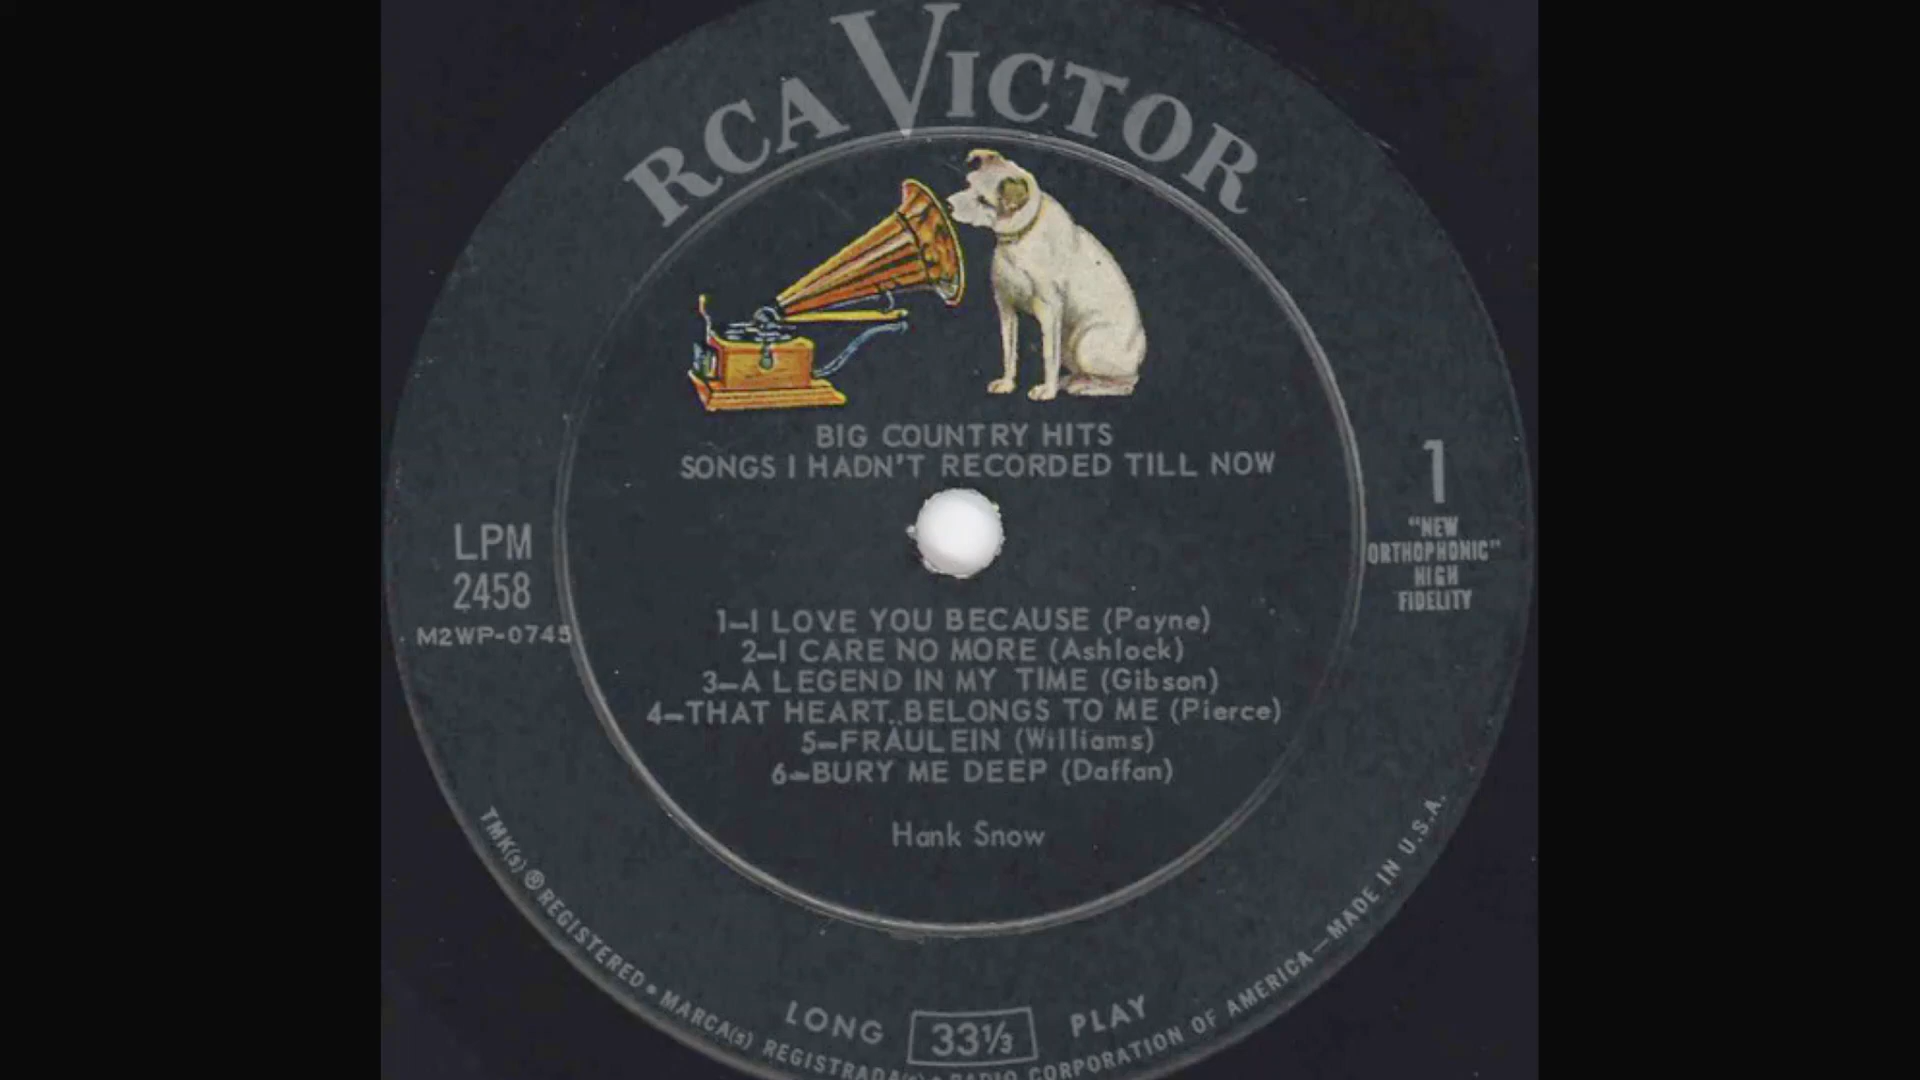 RCA VICTOR
BIG COUNTRY HITS
SONGS I HADN'T RECORDED TILL NOW
1
"NEW
ORTHOPHONIC"
HIGH
FIDELITY
LPM
2458
M2WP-0745
1—I LOVE YOU BECAUSE (Payne)
2—I CARE NO MORE (Ashlock)
3—A LEGEND IN MY TIME (Gibson)
4—THAT HEART BELONGS TO ME (Pierce)
5—FRÄULEIN (Williams)
6—BURY ME DEEP (Daffan)
Hank Snow
LONG 33⅓ PLAY
TMK(s) ® REGISTERED • MARCA(s) REGISTRADA(s) • RADIO CORPORATION OF AMERICA—MADE IN U.S.A.